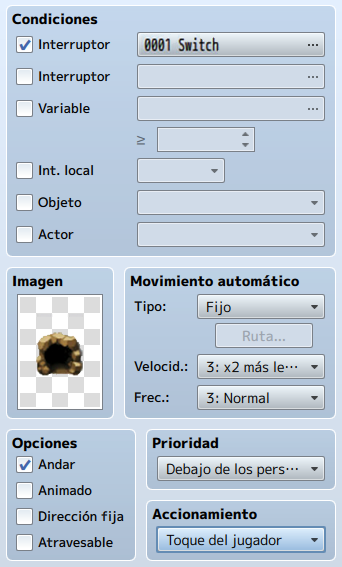 Condiciones
Interruptor 0001 Switch ...
Interruptor ...
Variable ...
≥
Int. local
Objeto
Actor
Imagen
Movimiento automático
Tipo: Fijo
Ruta...
Velocid.: 3: x2 más le···
Frec.: 3: Normal
Opciones
Andar
Animado
Dirección fija
Atravesable
Prioridad
Debajo de los pers···
Accionamiento
Toque del jugador